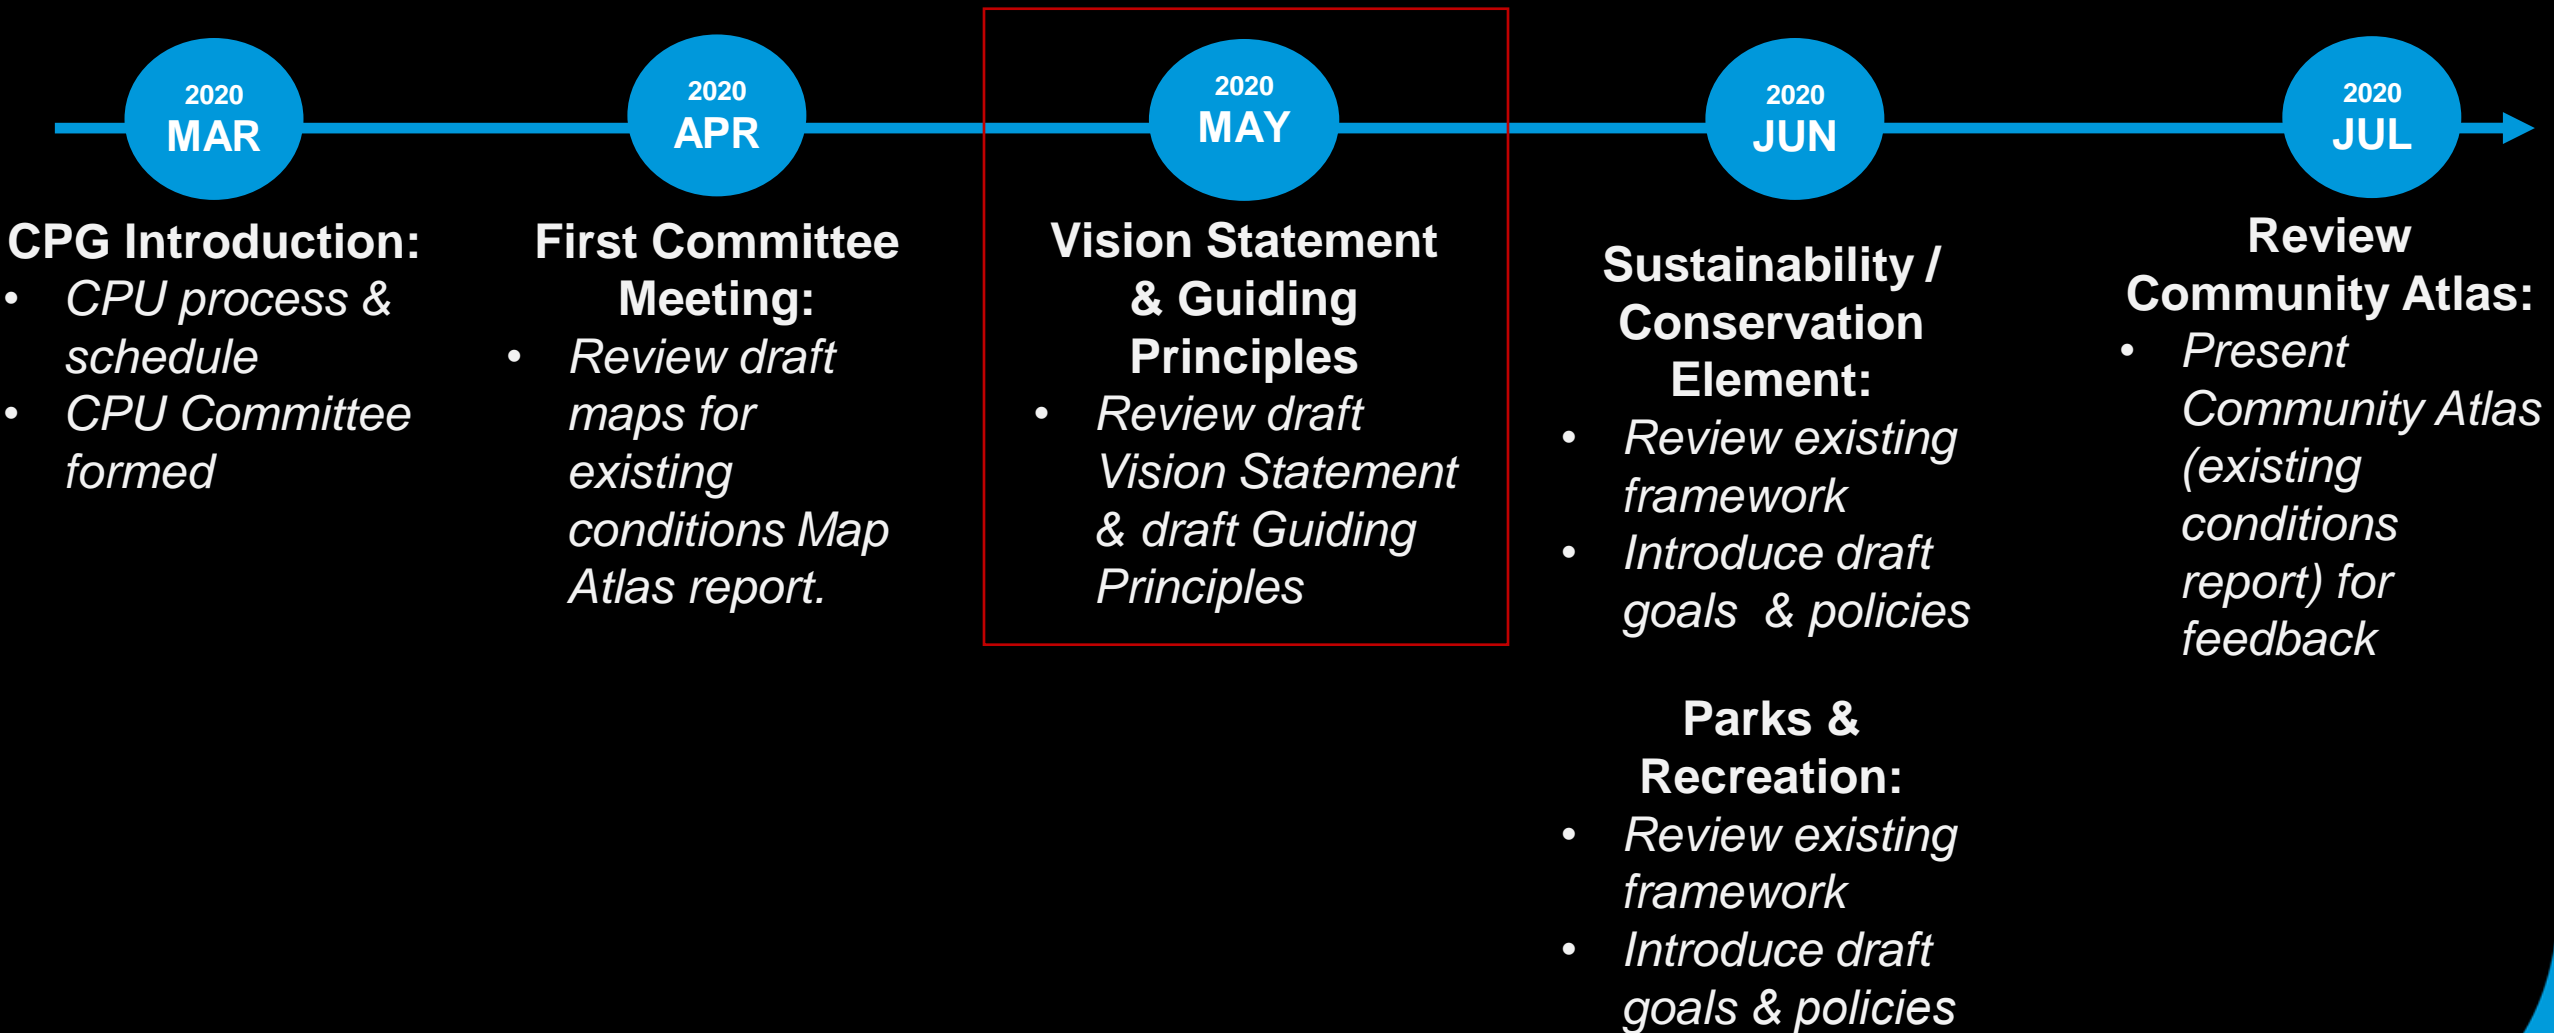 2020
MAR
CPG Introduction:
• CPU process &
schedule
• CPU Committee
formed
2020
APR
First Committee
Meeting:
• Review draft
maps for
existing
conditions Map
Atlas report.
2020
MAY
Vision Statement
& Guiding
Principles
• Review draft
Vision Statement
& draft Guiding
Principles
2020
JUN
Sustainability /
Conservation
Element:
• Review existing
framework
• Introduce draft
goals & policies
Parks &
Recreation:
• Review existing
framework
• Introduce draft
goals & policies
2020
JUL
Review
Community Atlas:
• Present
Community Atlas
(existing
conditions
report) for
feedback